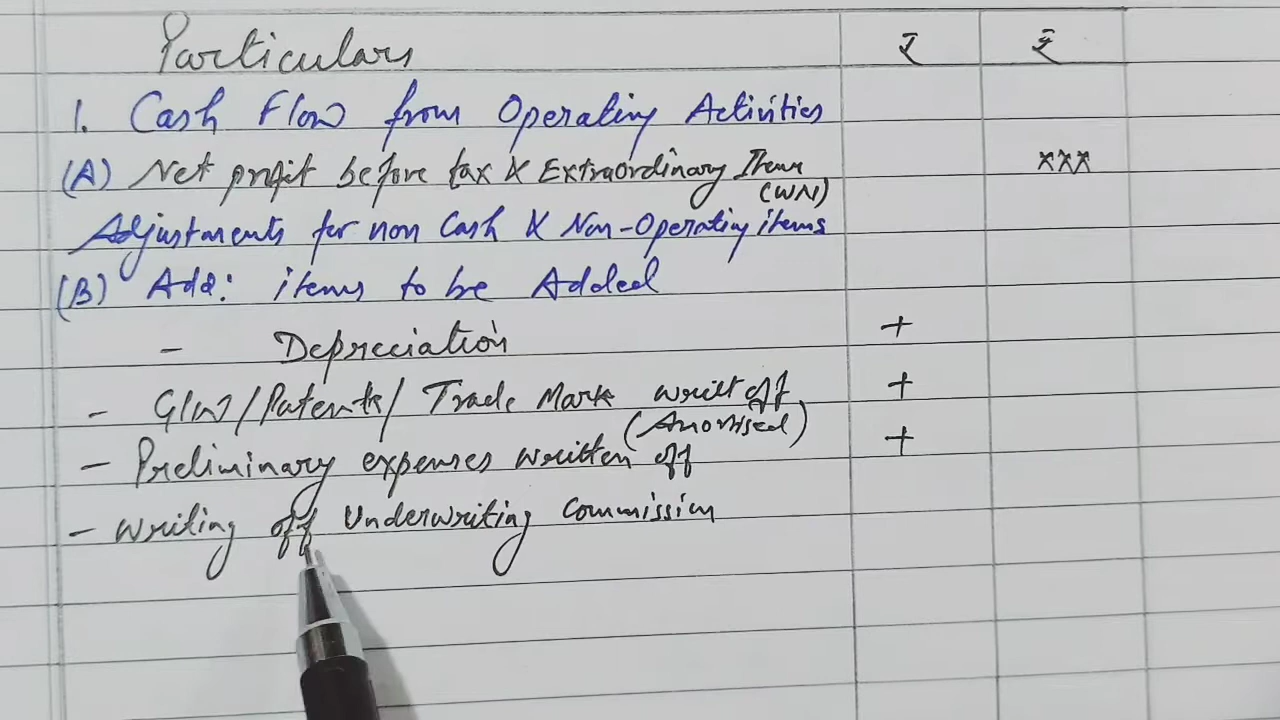 Particulars ₹ ₹
1. Cash Flow from Operating Activities
(A) Net profit before tax & Extraordinary Items xxx
(WN)
Adjustments for non Cash & Non-Operating items
(B) Add: items to be Added
- Depreciation +
- G/W/Patents/Trade Mark written off +
(Amortised)
- Preliminary expenses written off +
- Writing off Underwriting Commission